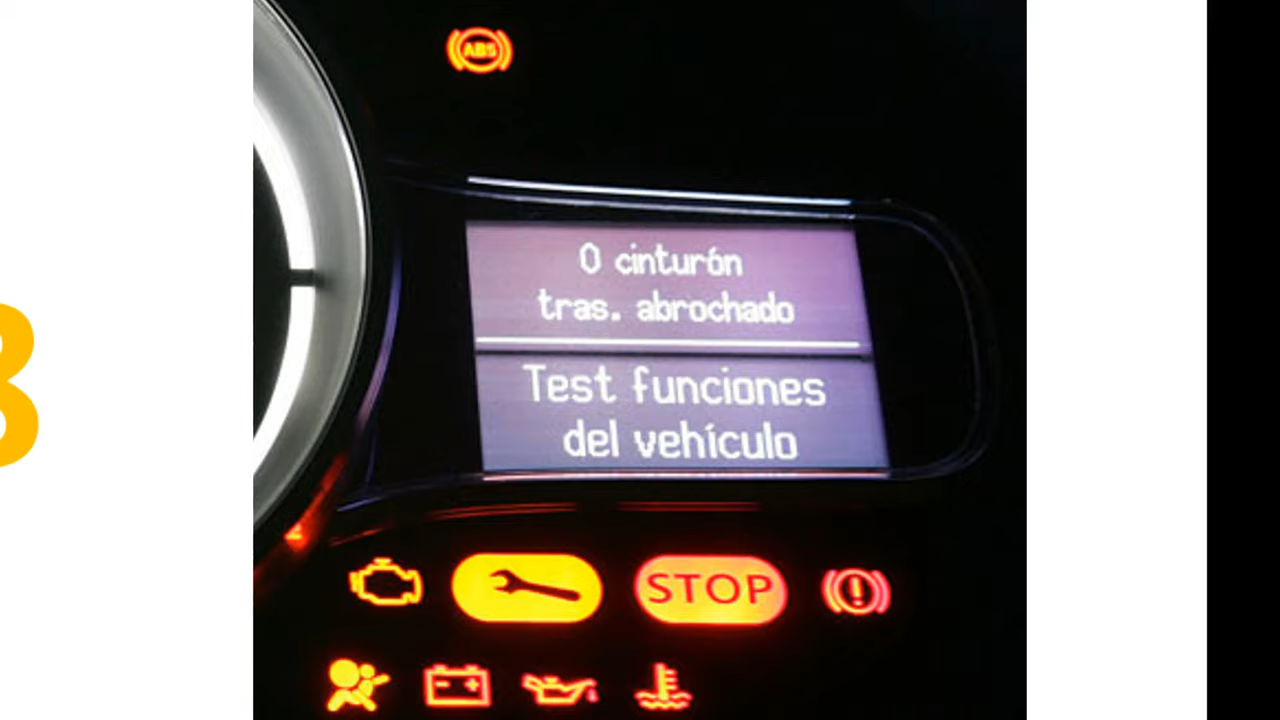 ABS
0 cinturón
tras. abrochado
Test funciones
del vehículo
STOP